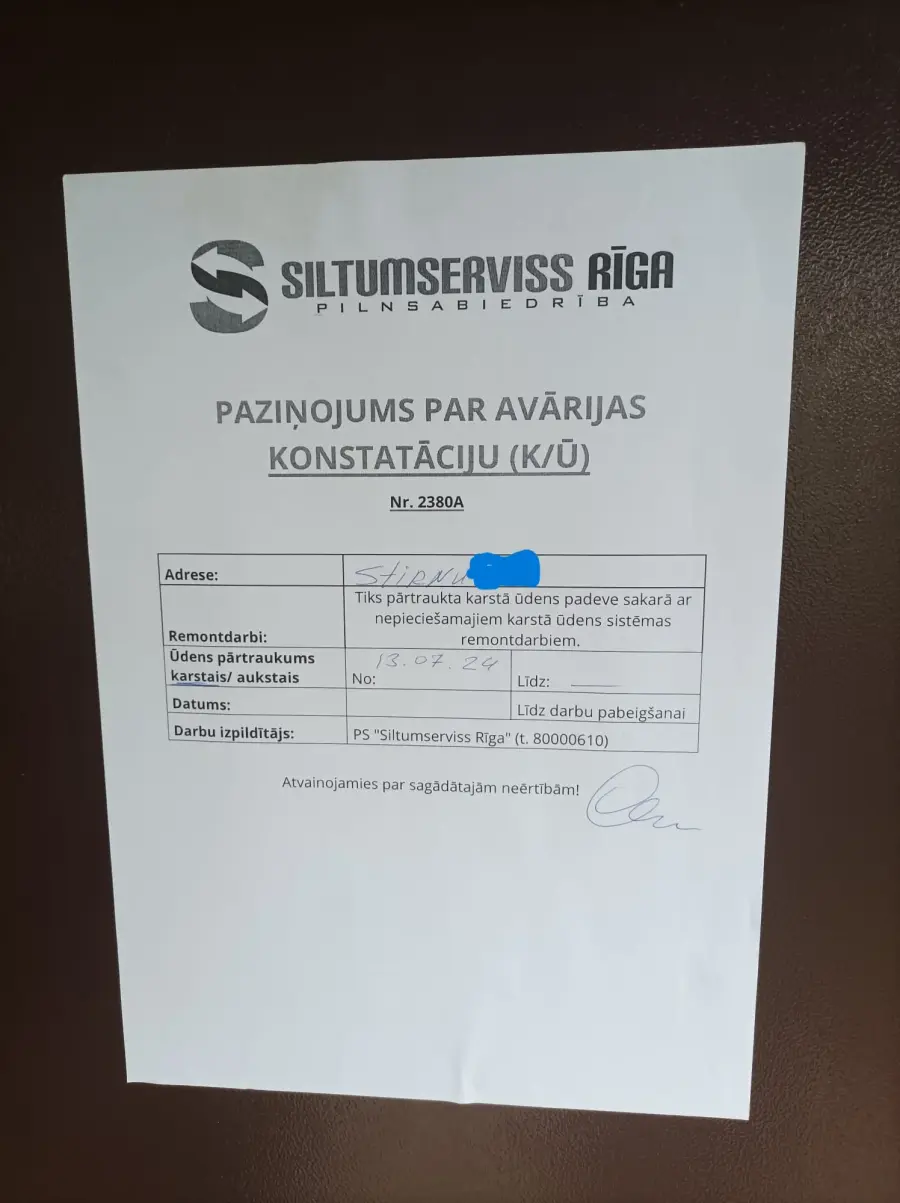 SILTUMSERVISS RĪGA
PILNSABIEDRĪBA
PAZIŅOJUMS PAR AVĀRIJAS
KONSTATĀCIJU (K/Ū)
Nr. 2380A
Adrese: Stirnu
Remontdarbi: Tiks pārtraukta karstā ūdens padeve sakarā ar
nepieciešamajiem karstā ūdens sistēmas
remontdarbiem.
Ūdens pārtraukums
karstais/ aukstais
No: 13.07.24
Līdz:
Datums: Līdz darbu pabeigšanai
Darbu izpildītājs: PS "Siltumserviss Rīga" (t. 80000610)
Atvainojamies par sagādātajām neērtībām!